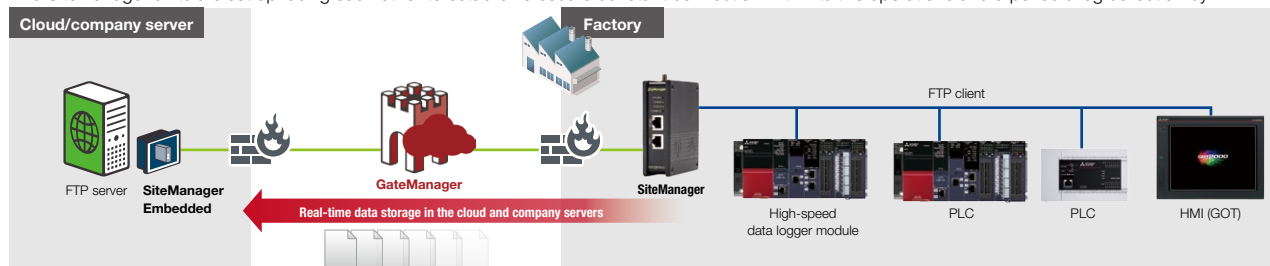 Cloud/company server
Factory
FTP client
FTP server
SiteManager
Embedded
GateManager
SiteManager
Real-time data storage in the cloud and company servers
High-speed
data logger module
PLC
PLC
HMI (GOT)